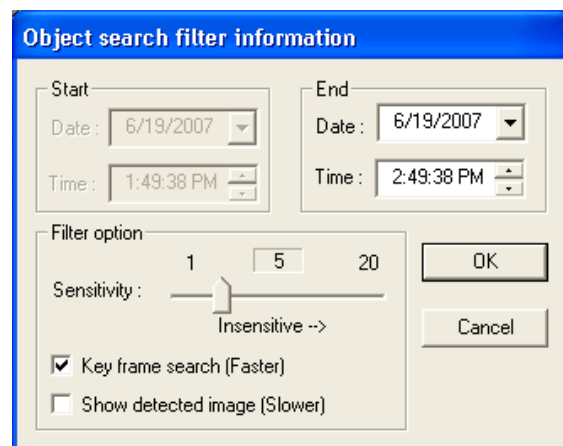 Object search filter information
Start
Date : 6/19/2007
Time : 1:49:38 PM
End
Date : 6/19/2007
Time : 2:49:38 PM
Filter option
1 5 20
Sensitivity :
Insensitive -->
Key frame search (Faster)
Show detected image (Slower)
OK
Cancel